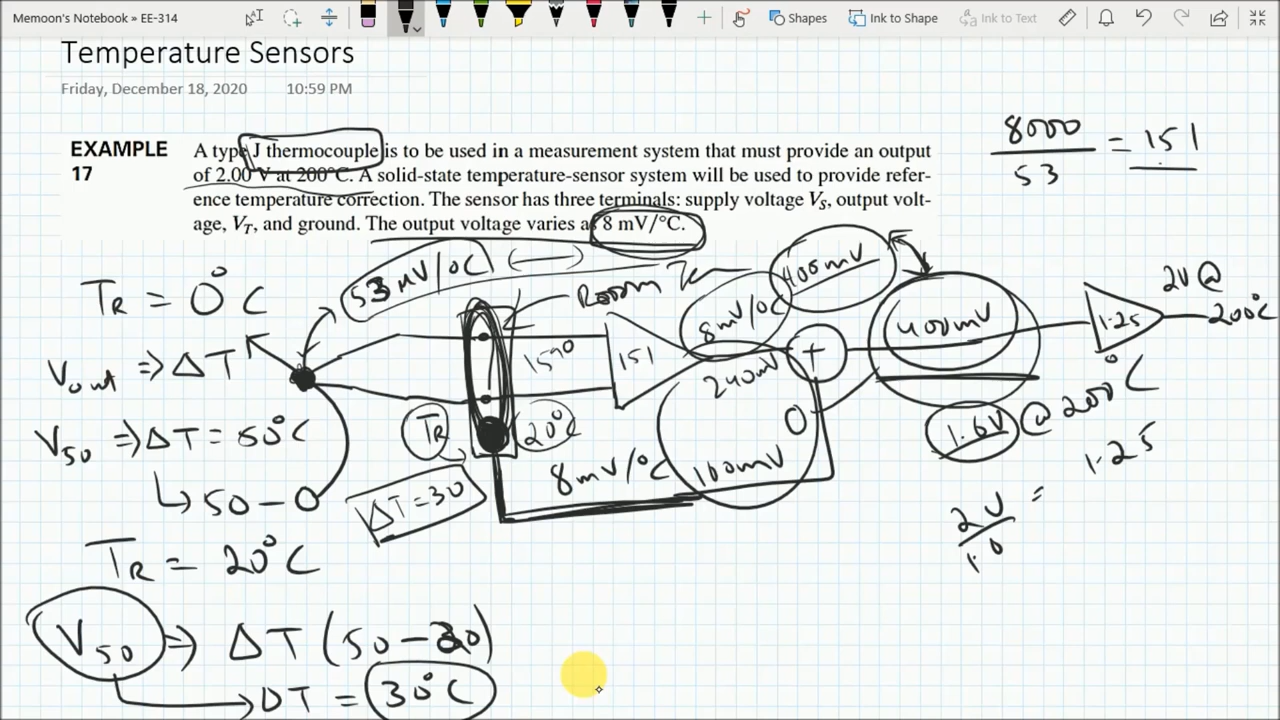 Memoon's Notebook » EE-314
Shapes
Ink to Shape
Ink to Text
Temperature Sensors
Friday, December 18, 2020 10:59 PM
EXAMPLE 17
A type J thermocouple is to be used in a measurement system that must provide an output
of 2.00 V at 200°C. A solid-state temperature-sensor system will be used to provide refer-
ence temperature correction. The sensor has three terminals: supply voltage VS, output volt-
age, VT, and ground. The output voltage varies as 8 mV/°C.
8000 / 53 = 151
TR = 0°C
53 mV/°C
Room
8mV/°C
400mV
400mV
1.25
2V @
200°C
Vout => ΔT
151
+
240mV
V50 => ΔT = 50°C
TR
20°C
0
1.6V @ 200°C
1.25
50 - 0
ΔT = 30
8mV/°C
160mV
2V / 1.6 =
TR = 20°C
V50 => ΔT (50 - 20)
ΔT = 30°C